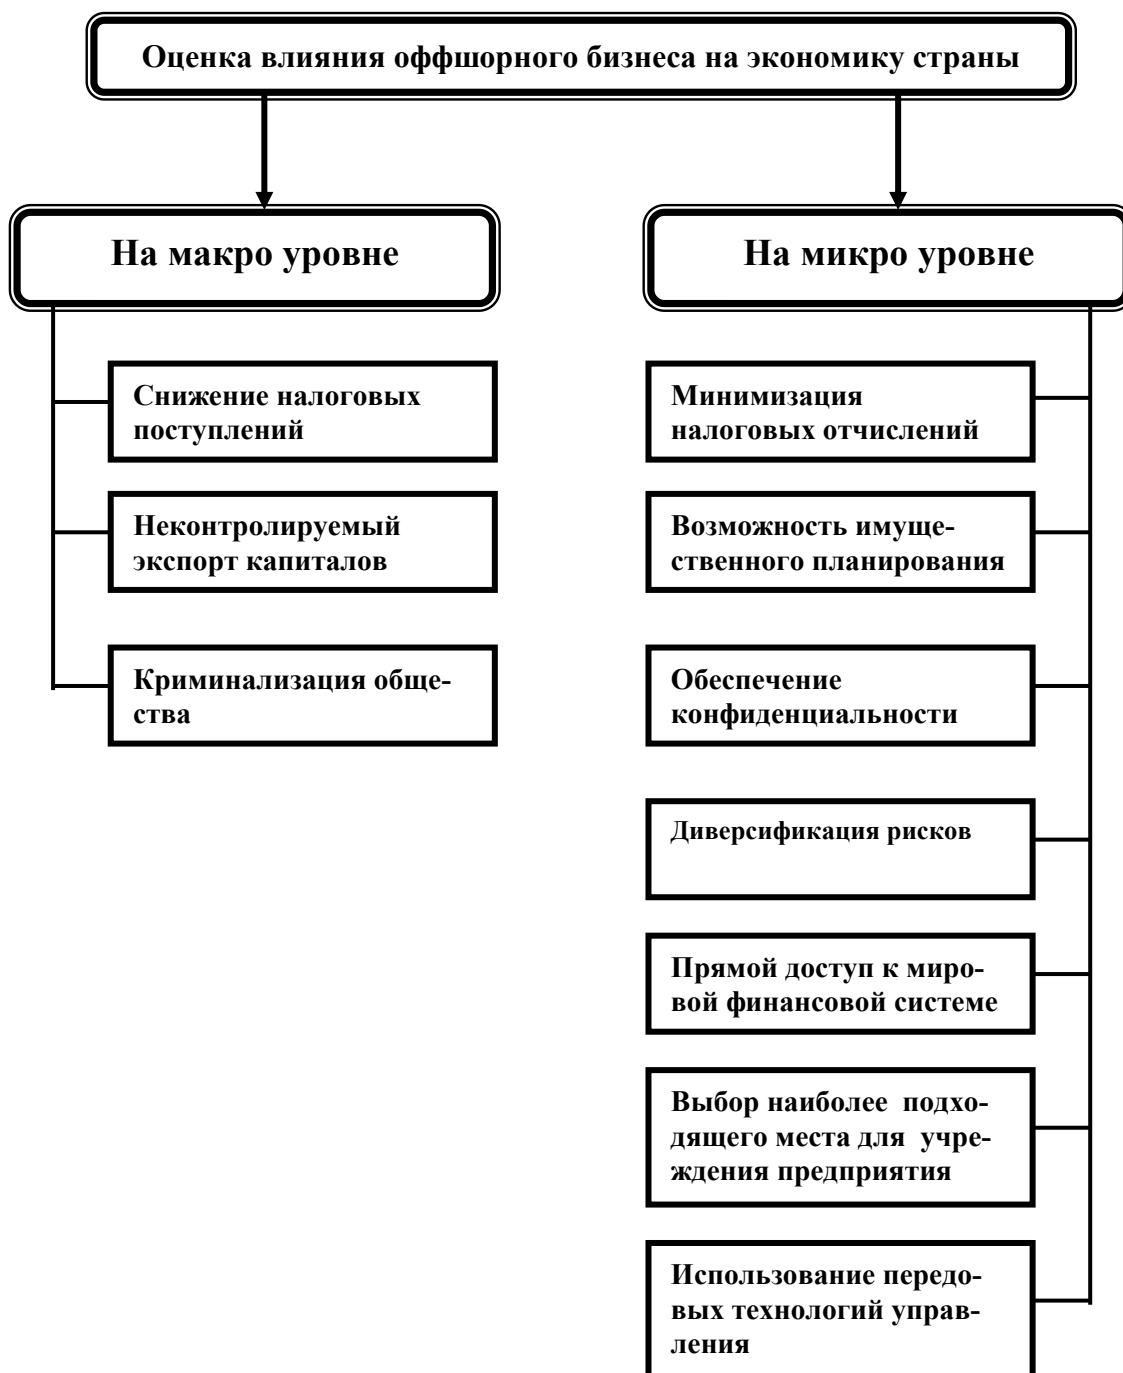 Оценка влияния оффшорного бизнеса на экономику страны
На макро уровне
Снижение налоговых
поступлений
Неконтролируемый
экспорт капиталов
Криминализация обще-
ства
На микро уровне
Минимизация
налоговых отчислений
Возможность имуще-
ственного планирования
Обеспечение
конфиденциальности
Диверсификация рисков
Прямой доступ к миро-
вой финансовой системе
Выбор наиболее  подхо-
дящего места для  учре-
ждения предприятия
Использование передо-
вых технологий управ-
ления